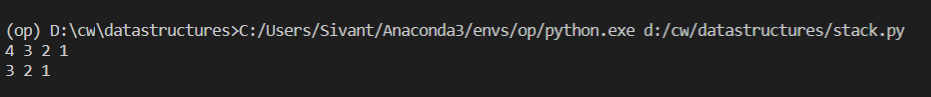 (op) D:\cw\datastructures>C:/Users/Sivant/Anaconda3/envs/op/python.exe d:/cw/datastructures/stack.py
4 3 2 1
3 2 1